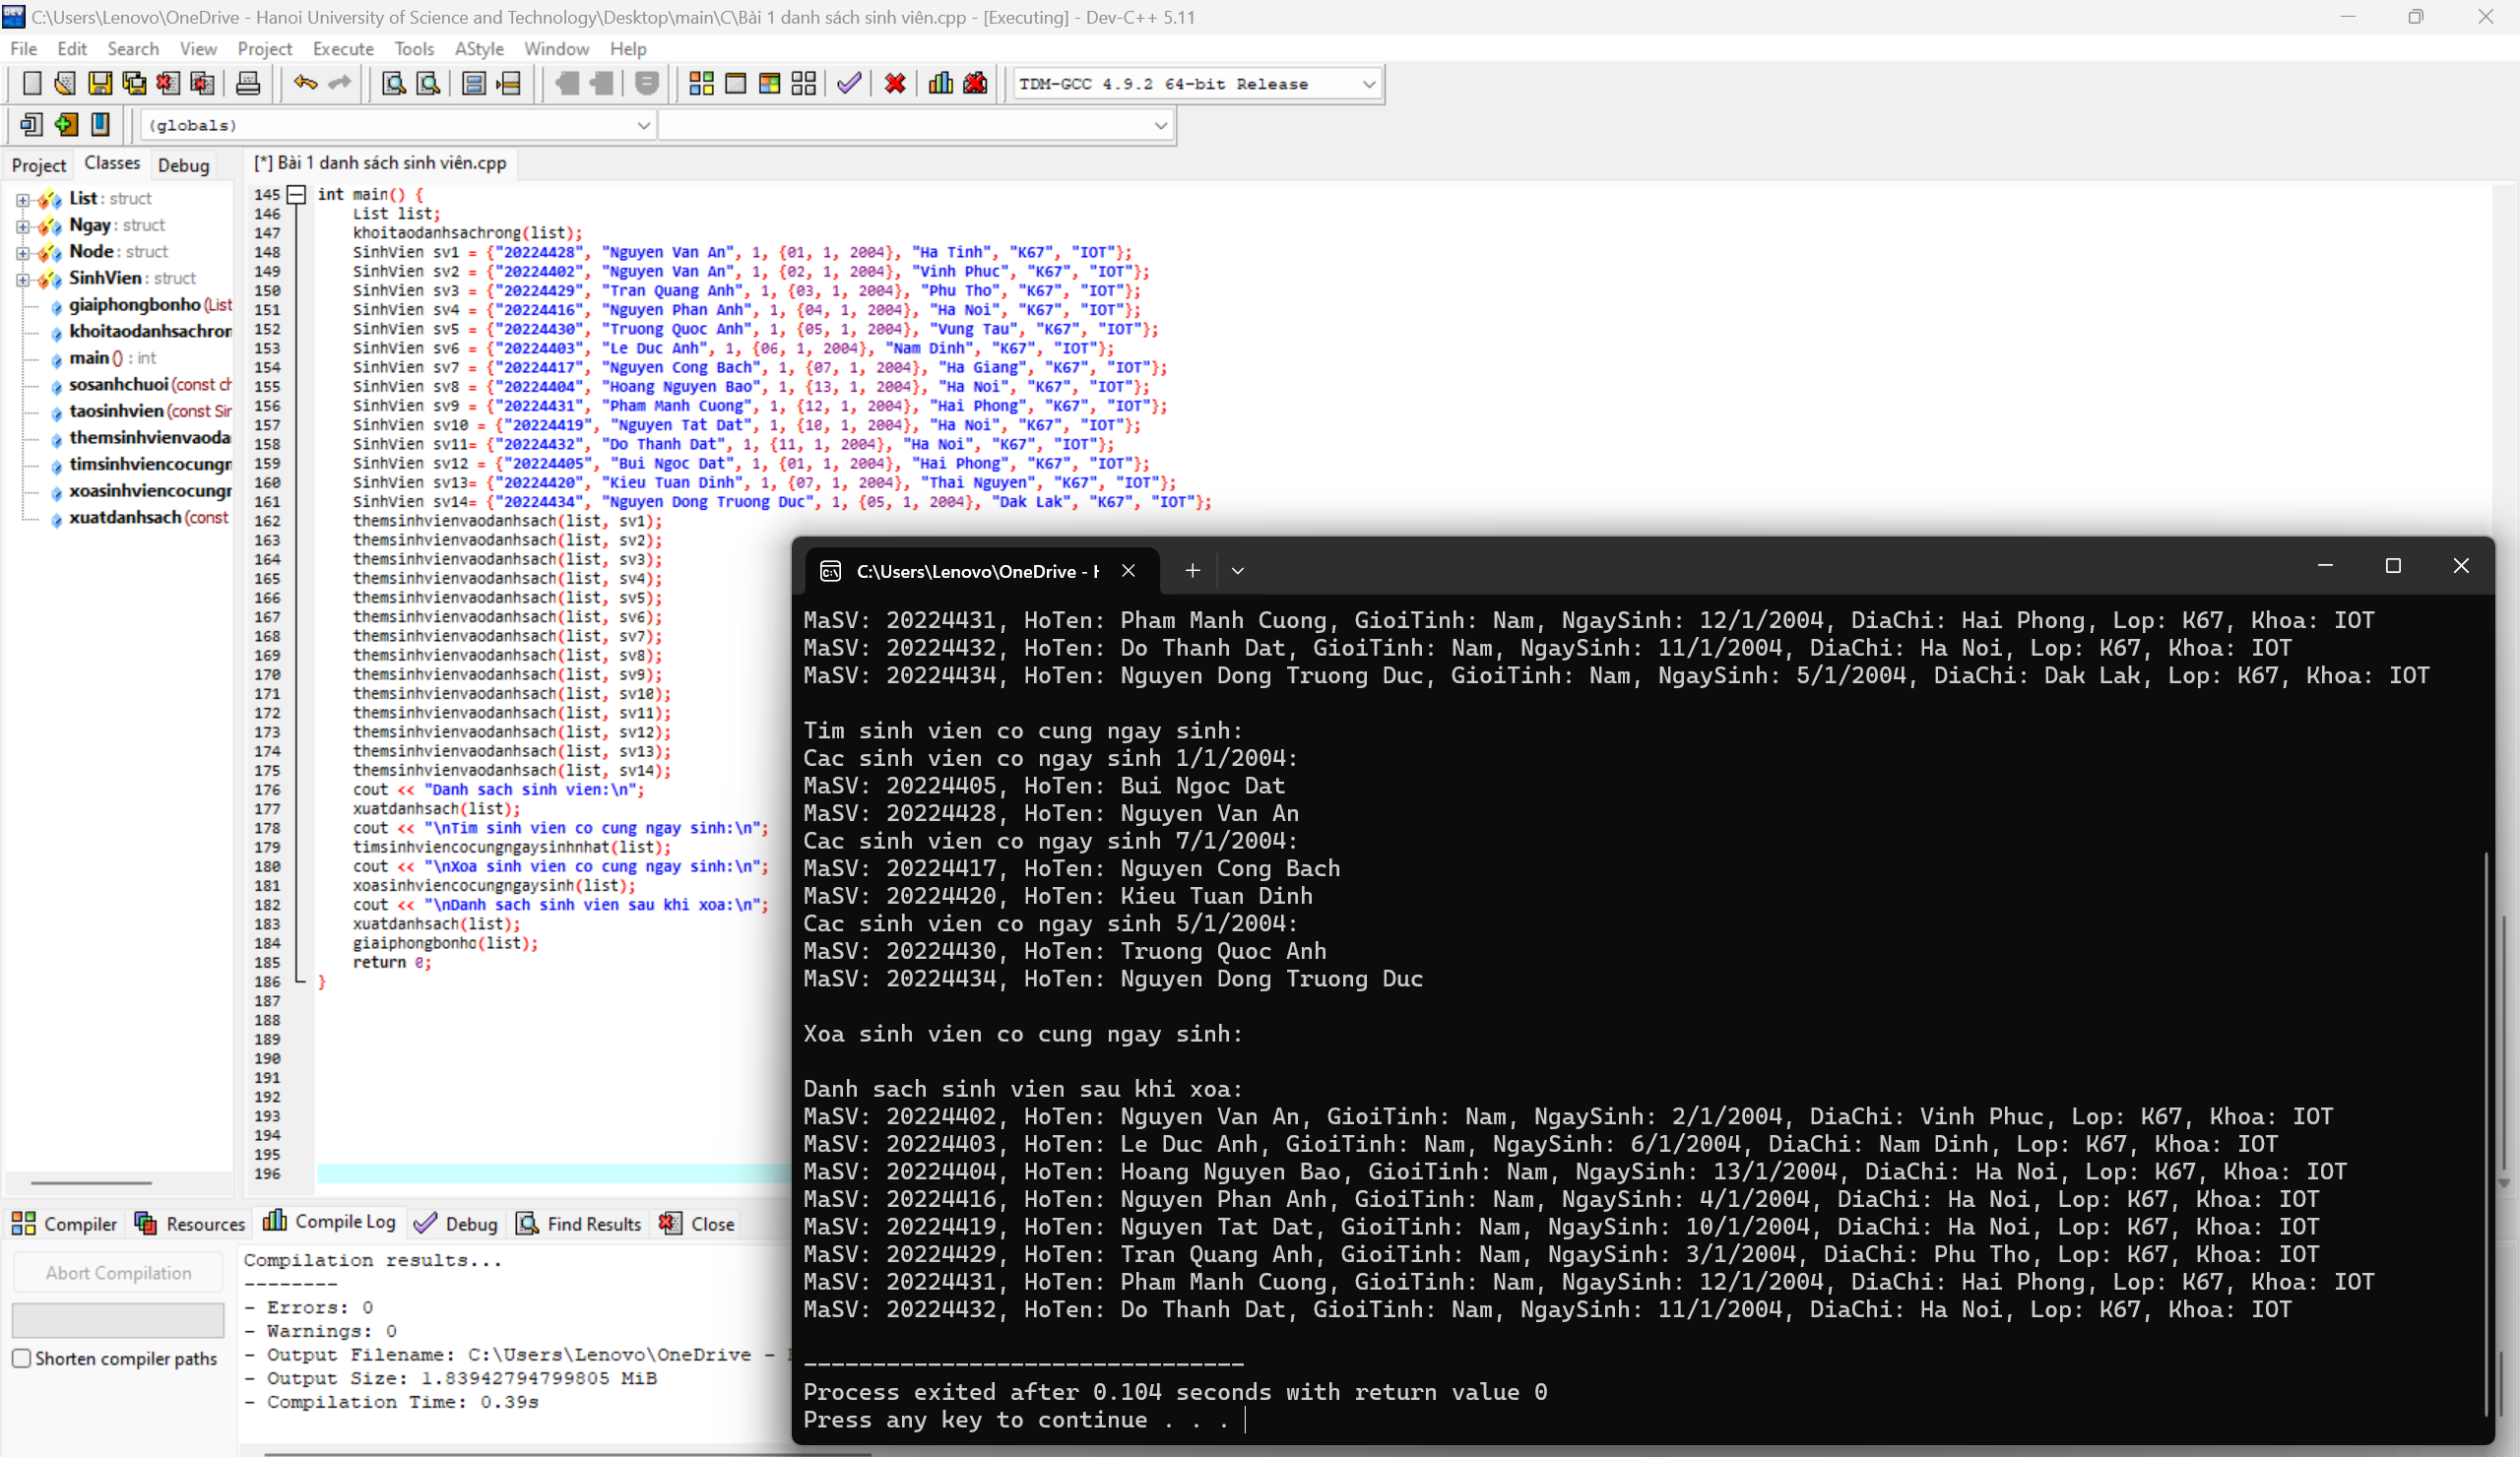 C:\Users\Lenovo\OneDrive - Hanoi University of Science and Technology\Desktop\main\C\Bài 1 danh sách sinh viên.cpp - [Executing] - Dev-C++ 5.11
File Edit Search View Project Execute Tools AStyle Window Help
TDM-GCC 4.9.2 64-bit Release
(globals)
Project Classes Debug
[*] Bài 1 danh sách sinh viên.cpp
List : struct
Ngay : struct
Node : struct
SinhVien : struct
giaiphongbonho (List
khoitaodanhsachron
main () : int
sosanhchuoi (const ch
taosinhvien (const Sin
themsinhvienvaoda
timsinhviencocungn
xoasinhviencocungn
xuatdanhsach (const
145 int main() {
146 List list;
147 khoitaodanhsachrong(list);
148 SinhVien sv1 = {"20224428", "Nguyen Van An", 1, {01, 1, 2004}, "Ha Tinh", "K67", "IOT"};
149 SinhVien sv2 = {"20224402", "Nguyen Van An", 1, {02, 1, 2004}, "Vinh Phuc", "K67", "IOT"};
150 SinhVien sv3 = {"20224429", "Tran Quang Anh", 1, {03, 1, 2004}, "Phu Tho", "K67", "IOT"};
151 SinhVien sv4 = {"20224416", "Nguyen Phan Anh", 1, {04, 1, 2004}, "Ha Noi", "K67", "IOT"};
152 SinhVien sv5 = {"20224430", "Truong Quoc Anh", 1, {05, 1, 2004}, "Vung Tau", "K67", "IOT"};
153 SinhVien sv6 = {"20224403", "Le Duc Anh", 1, {06, 1, 2004}, "Nam Dinh", "K67", "IOT"};
154 SinhVien sv7 = {"20224417", "Nguyen Cong Bach", 1, {07, 1, 2004}, "Ha Giang", "K67", "IOT"};
155 SinhVien sv8 = {"20224404", "Hoang Nguyen Bao", 1, {13, 1, 2004}, "Ha Noi", "K67", "IOT"};
156 SinhVien sv9 = {"20224431", "Pham Manh Cuong", 1, {12, 1, 2004}, "Hai Phong", "K67", "IOT"};
157 SinhVien sv10 = {"20224419", "Nguyen Tat Dat", 1, {10, 1, 2004}, "Ha Noi", "K67", "IOT"};
158 SinhVien sv11= {"20224432", "Do Thanh Dat", 1, {11, 1, 2004}, "Ha Noi", "K67", "IOT"};
159 SinhVien sv12 = {"20224405", "Bui Ngoc Dat", 1, {01, 1, 2004}, "Hai Phong", "K67", "IOT"};
160 SinhVien sv13= {"20224420", "Kieu Tuan Dinh", 1, {07, 1, 2004}, "Thai Nguyen", "K67", "IOT"};
161 SinhVien sv14= {"20224434", "Nguyen Dong Truong Duc", 1, {05, 1, 2004}, "Dak Lak", "K67", "IOT"};
162 themsinhvienvaodanhsach(list, sv1);
163 themsinhvienvaodanhsach(list, sv2);
164 themsinhvienvaodanhsach(list, sv3);
165 themsinhvienvaodanhsach(list, sv4);
166 themsinhvienvaodanhsach(list, sv5);
167 themsinhvienvaodanhsach(list, sv6);
168 themsinhvienvaodanhsach(list, sv7);
169 themsinhvienvaodanhsach(list, sv8);
170 themsinhvienvaodanhsach(list, sv9);
171 themsinhvienvaodanhsach(list, sv10);
172 themsinhvienvaodanhsach(list, sv11);
173 themsinhvienvaodanhsach(list, sv12);
174 themsinhvienvaodanhsach(list, sv13);
175 themsinhvienvaodanhsach(list, sv14);
176 cout << "Danh sach sinh vien:\n";
177 xuatdanhsach(list);
178 cout << "\nTim sinh vien co cung ngay sinh:\n";
179 timsinhviencocungngaysinhnhat(list);
180 cout << "\nXoa sinh vien co cung ngay sinh:\n";
181 xoasinhviencocungngaysinh(list);
182 cout << "\nDanh sach sinh vien sau khi xoa:\n";
183 xuatdanhsach(list);
184 giaiphongbonho(list);
185 return 0;
186 }
187
188
189
190
191
192
193
194
195
196
C:\Users\Lenovo\OneDrive - H
MaSV: 20224431, HoTen: Pham Manh Cuong, GioiTinh: Nam, NgaySinh: 12/1/2004, DiaChi: Hai Phong, Lop: K67, Khoa: IOT
MaSV: 20224432, HoTen: Do Thanh Dat, GioiTinh: Nam, NgaySinh: 11/1/2004, DiaChi: Ha Noi, Lop: K67, Khoa: IOT
MaSV: 20224434, HoTen: Nguyen Dong Truong Duc, GioiTinh: Nam, NgaySinh: 5/1/2004, DiaChi: Dak Lak, Lop: K67, Khoa: IOT
Tim sinh vien co cung ngay sinh:
Cac sinh vien co ngay sinh 1/1/2004:
MaSV: 20224405, HoTen: Bui Ngoc Dat
MaSV: 20224428, HoTen: Nguyen Van An
Cac sinh vien co ngay sinh 7/1/2004:
MaSV: 20224417, HoTen: Nguyen Cong Bach
MaSV: 20224420, HoTen: Kieu Tuan Dinh
Cac sinh vien co ngay sinh 5/1/2004:
MaSV: 20224430, HoTen: Truong Quoc Anh
MaSV: 20224434, HoTen: Nguyen Dong Truong Duc
Xoa sinh vien co cung ngay sinh:
Danh sach sinh vien sau khi xoa:
MaSV: 20224402, HoTen: Nguyen Van An, GioiTinh: Nam, NgaySinh: 2/1/2004, DiaChi: Vinh Phuc, Lop: K67, Khoa: IOT
MaSV: 20224403, HoTen: Le Duc Anh, GioiTinh: Nam, NgaySinh: 6/1/2004, DiaChi: Nam Dinh, Lop: K67, Khoa: IOT
MaSV: 20224404, HoTen: Hoang Nguyen Bao, GioiTinh: Nam, NgaySinh: 13/1/2004, DiaChi: Ha Noi, Lop: K67, Khoa: IOT
MaSV: 20224416, HoTen: Nguyen Phan Anh, GioiTinh: Nam, NgaySinh: 4/1/2004, DiaChi: Ha Noi, Lop: K67, Khoa: IOT
MaSV: 20224419, HoTen: Nguyen Tat Dat, GioiTinh: Nam, NgaySinh: 10/1/2004, DiaChi: Ha Noi, Lop: K67, Khoa: IOT
MaSV: 20224429, HoTen: Tran Quang Anh, GioiTinh: Nam, NgaySinh: 3/1/2004, DiaChi: Phu Tho, Lop: K67, Khoa: IOT
MaSV: 20224431, HoTen: Pham Manh Cuong, GioiTinh: Nam, NgaySinh: 12/1/2004, DiaChi: Hai Phong, Lop: K67, Khoa: IOT
MaSV: 20224432, HoTen: Do Thanh Dat, GioiTinh: Nam, NgaySinh: 11/1/2004, DiaChi: Ha Noi, Lop: K67, Khoa: IOT
--------------------------------
Process exited after 0.104 seconds with return value 0
Press any key to continue . . .
Compiler Resources Compile Log Debug Find Results Close
Abort Compilation
Shorten compiler paths
Compilation results...
--------
- Errors: 0
- Warnings: 0
- Output Filename: C:\Users\Lenovo\OneDrive -
- Output Size: 1.83942794799805 MiB
- Compilation Time: 0.39s